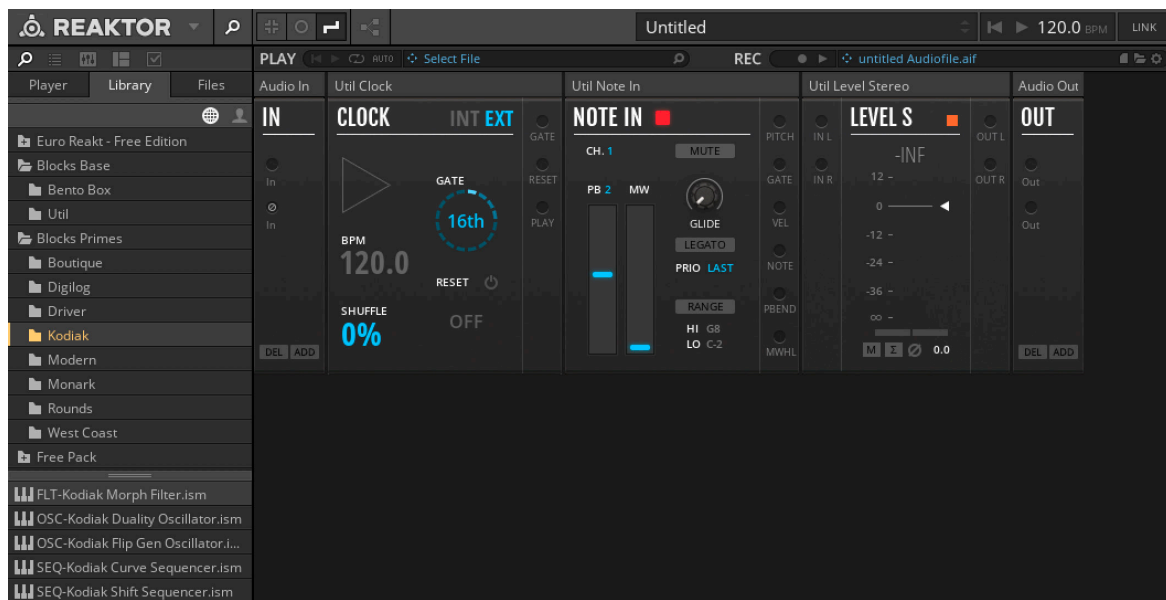 REAKTOR
Untitled
120.0 BPM
LINK
PLAY
AUTO
Select File
REC
untitled Audiofile.aif
Player
Library
Files
Audio In
Util Clock
Util Note In
Util Level Stereo
Audio Out
Euro Reakt - Free Edition
Blocks Base
Bento Box
Util
Blocks Primes
Boutique
Digilog
Driver
Kodiak
Modern
Monark
Rounds
West Coast
Free Pack
FLT-Kodiak Morph Filter.ism
OSC-Kodiak Duality Oscillator.ism
OSC-Kodiak Flip Gen Oscillator.i...
SEQ-Kodiak Curve Sequencer.ism
SEQ-Kodiak Shift Sequencer.ism
IN
In
In
DEL ADD
CLOCK
INT EXT
GATE
16th
BPM
120.0
RESET
SHUFFLE
0%
OFF
GATE
RESET
PLAY
NOTE IN
CH. 1
MUTE
PB 2
MW
GLIDE
LEGATO
PRIO LAST
RANGE
HI G8
LO C-2
PITCH
GATE
VEL
NOTE
PBEND
MWHL
IN L
IN R
LEVEL S
-INF
12 -
0
-12 -
-24 -
-36 -
∞ -
M Σ Ø 0.0
OUT L
OUT R
OUT
Out
Out
DEL ADD